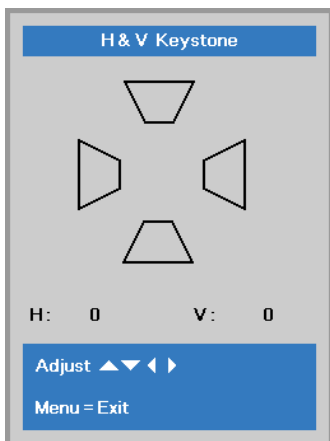 H & V Keystone
H: 0 V: 0
Adjust ▲▼◀▶
Menu = Exit